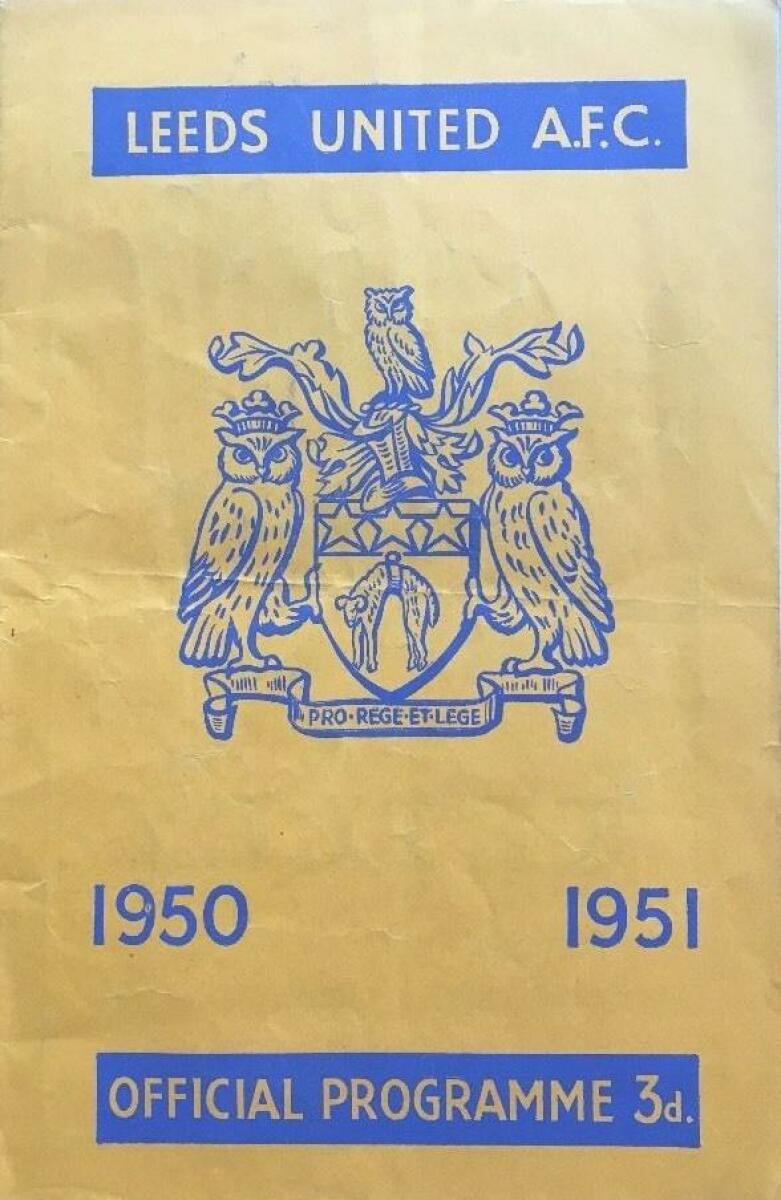 LEEDS UNITED A.F.C.
PRO·REGE·ET·LEGE
1950 1951
OFFICIAL PROGRAMME 3d.